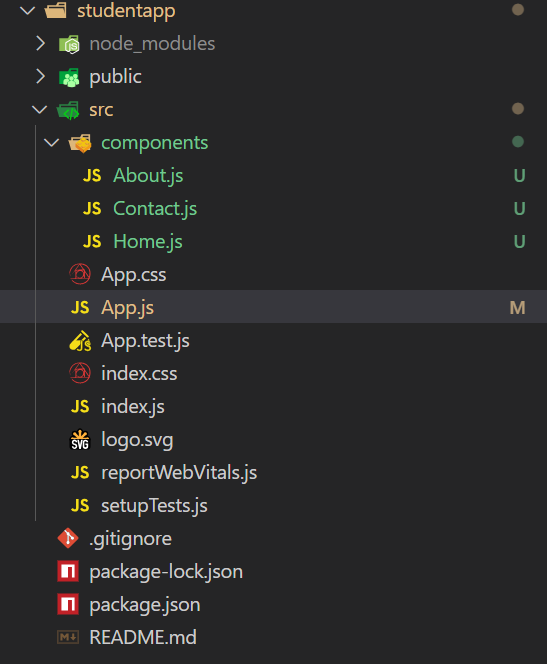 studentapp
node_modules
public
src
components
JS About.js U
JS Contact.js U
JS Home.js U
App.css
JS App.js M
JS App.test.js
index.css
JS index.js
SVG logo.svg
JS reportWebVitals.js
JS setupTests.js
.gitignore
package-lock.json
package.json
M README.md